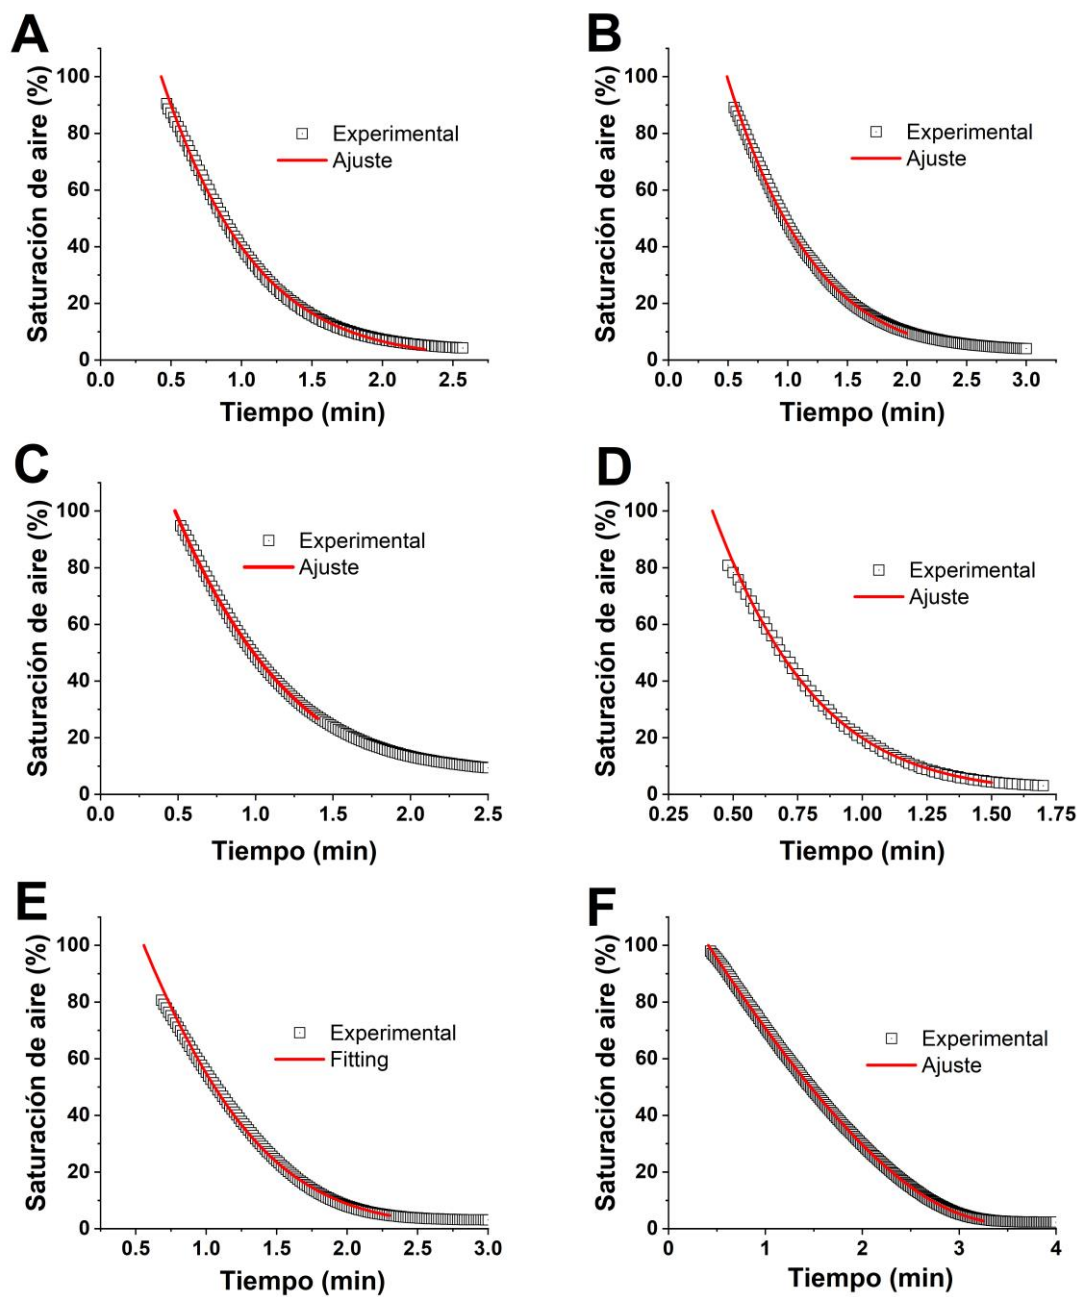 A
Saturación de aire (%)
100
80
60
40
20
0
Experimental
Ajuste
0.0 0.5 1.0 1.5 2.0 2.5
Tiempo (min)
B
Saturación de aire (%)
100
80
60
40
20
0
Experimental
Ajuste
0.0 0.5 1.0 1.5 2.0 2.5 3.0
Tiempo (min)
C
Saturación de aire (%)
100
80
60
40
20
0
Experimental
Ajuste
0.0 0.5 1.0 1.5 2.0 2.5
Tiempo (min)
D
Saturación de aire (%)
100
80
60
40
20
0
Experimental
Ajuste
0.25 0.50 0.75 1.00 1.25 1.50 1.75
Tiempo (min)
E
Saturación de aire (%)
100
80
60
40
20
0
Experimental
Fitting
0.5 1.0 1.5 2.0 2.5 3.0
Tiempo (min)
F
Saturación de aire (%)
100
80
60
40
20
0
Experimental
Ajuste
0 1 2 3 4
Tiempo (min)